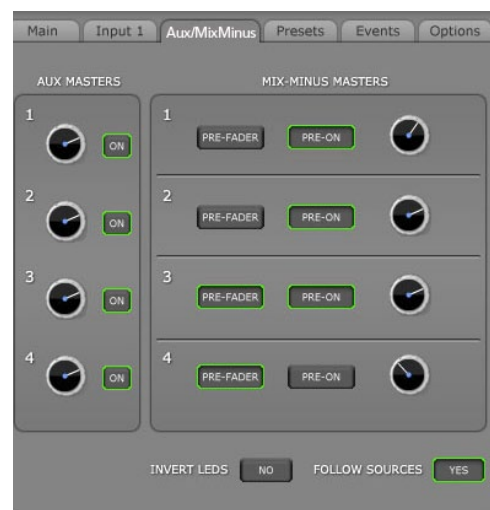 Main Input 1 Aux/MixMinus Presets Events Options
AUX MASTERS MIX-MINUS MASTERS
1 ON 1 PRE-FADER PRE-ON
2 ON 2 PRE-FADER PRE-ON
3 ON 3 PRE-FADER PRE-ON
4 ON 4 PRE-FADER PRE-ON
INVERT LEDS NO FOLLOW SOURCES YES